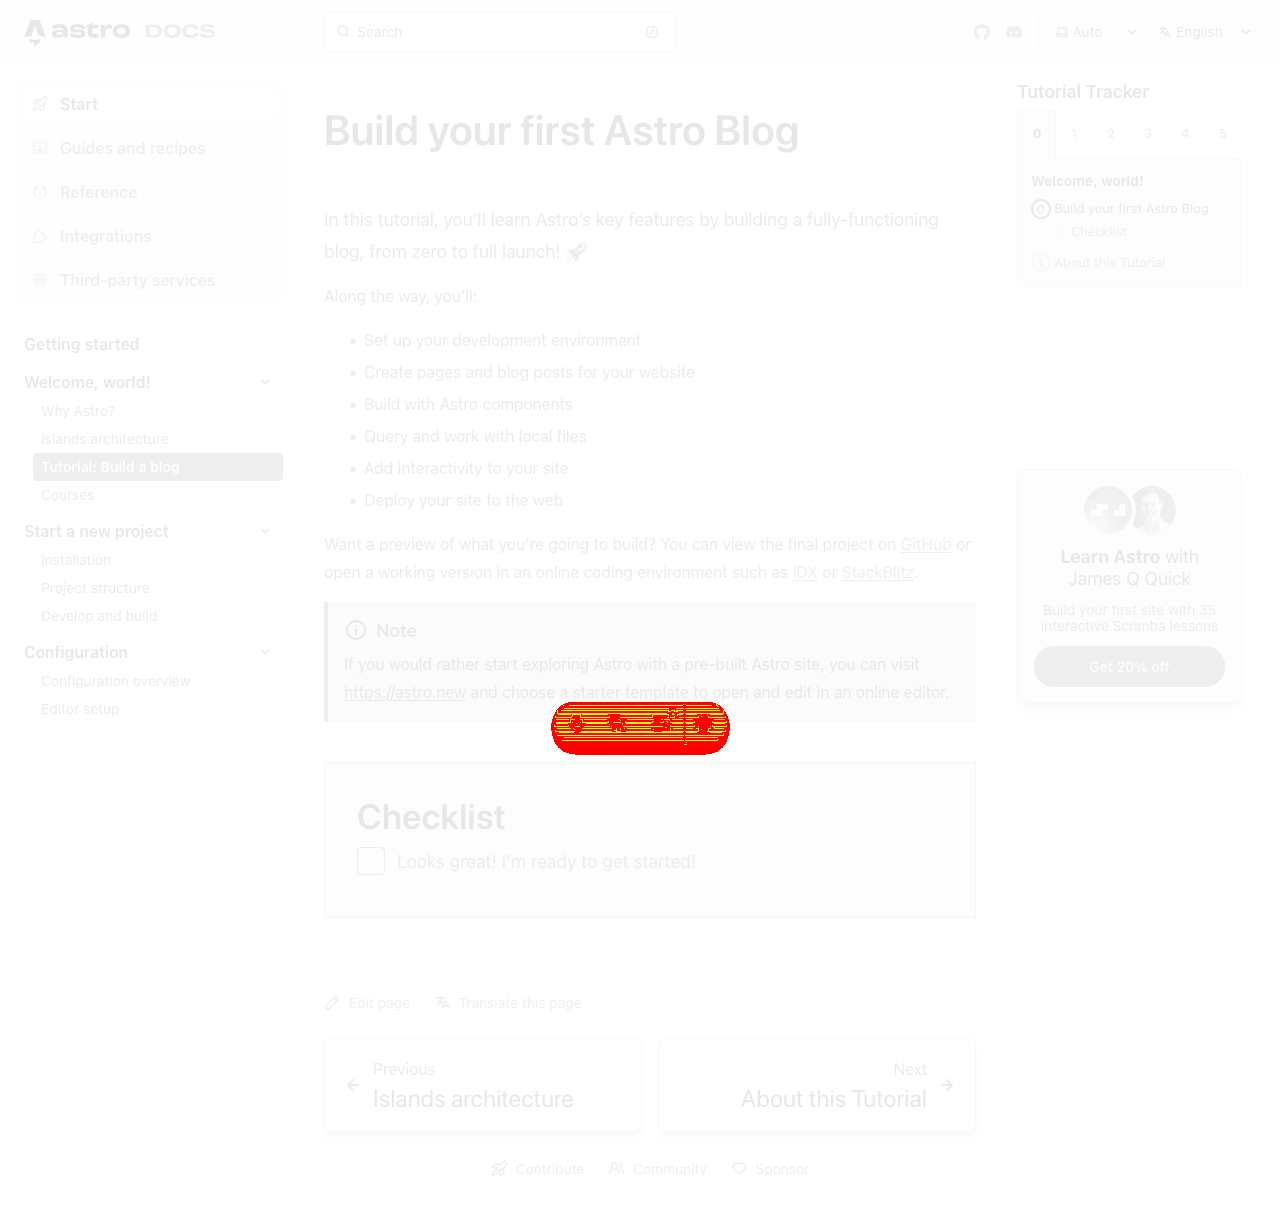 astro DOCS
Search
Auto
English
Start
Guides and recipes
Reference
Integrations
Third-party services
Getting started
Welcome, world!
Why Astro?
Islands architecture
Tutorial: Build a blog
Courses
Start a new project
Installation
Project structure
Develop and build
Configuration
Configuration overview
Editor setup
Build your first Astro Blog
In this tutorial, you’ll learn Astro’s key features by building a fully-functioning
blog, from zero to full launch! 🚀
Along the way, you’ll:
• Set up your development environment
• Create pages and blog posts for your website
• Build with Astro components
• Query and work with local files
• Add interactivity to your site
• Deploy your site to the web
Want a preview of what you’re going to build? You can view the final project on GitHub or
open a working version in an online coding environment such as IDX or StackBlitz.
Note
If you would rather start exploring Astro with a pre-built Astro site, you can visit
https://astro.new and choose a starter template to open and edit in an online editor.
Checklist
Looks great! I’m ready to get started!
Edit page
Translate this page
Previous
Islands architecture
Next
About this Tutorial
Contribute
Community
Sponsor
Tutorial Tracker
0 1 2 3 4 5
Welcome, world!
0 Build your first Astro Blog
Checklist
1 About this Tutorial
Learn Astro with
James Q Quick
Build your first site with 35
interactive Scrimba lessons
Get 20% off